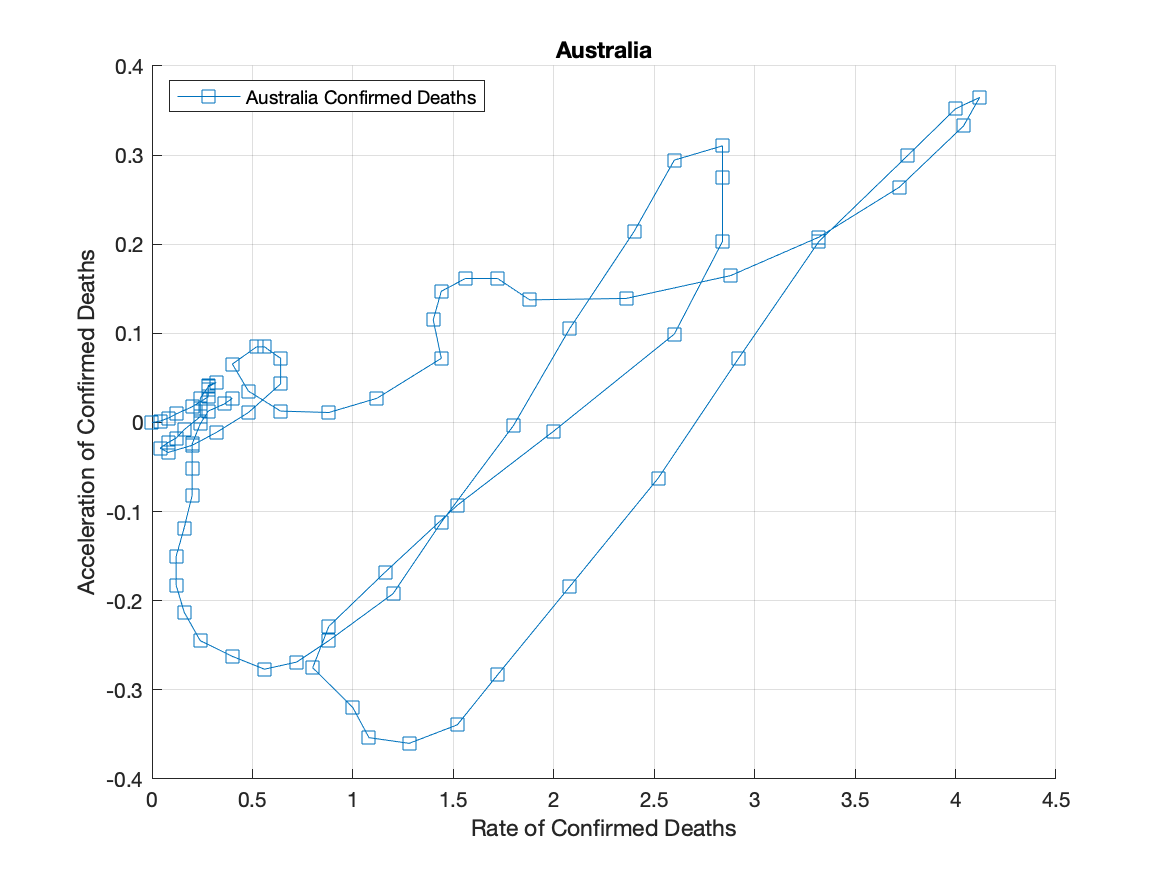 Australia
Australia Confirmed Deaths
0.4
0.3
0.2
0.1
0
-0.1
-0.2
-0.3
-0.4
Acceleration of Confirmed Deaths
0 0.5 1 1.5 2 2.5 3 3.5 4 4.5
Rate of Confirmed Deaths